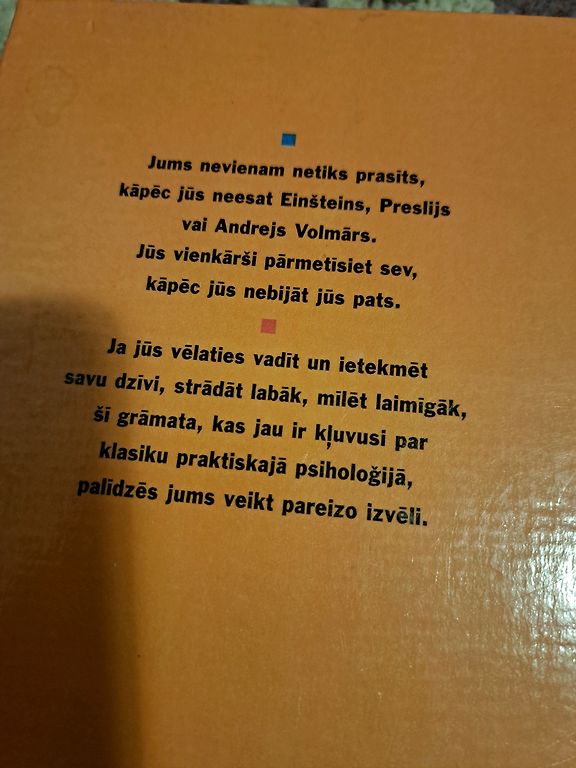 Jums nevienam netiks prasīts,
kāpēc jūs neesat Einšteins, Preslijs
vai Andrejs Volmārs.
Jūs vienkārši pārmetīsiet sev,
kāpēc jūs nebijāt jūs pats.
Ja jūs vēlaties vadīt un ietekmēt
savu dzīvi, strādāt labāk, mīlēt laimīgāk,
šī grāmata, kas jau ir kļuvusi par
klasiku praktiskajā psiholoģijā,
palīdzēs jums veikt pareizo izvēli.